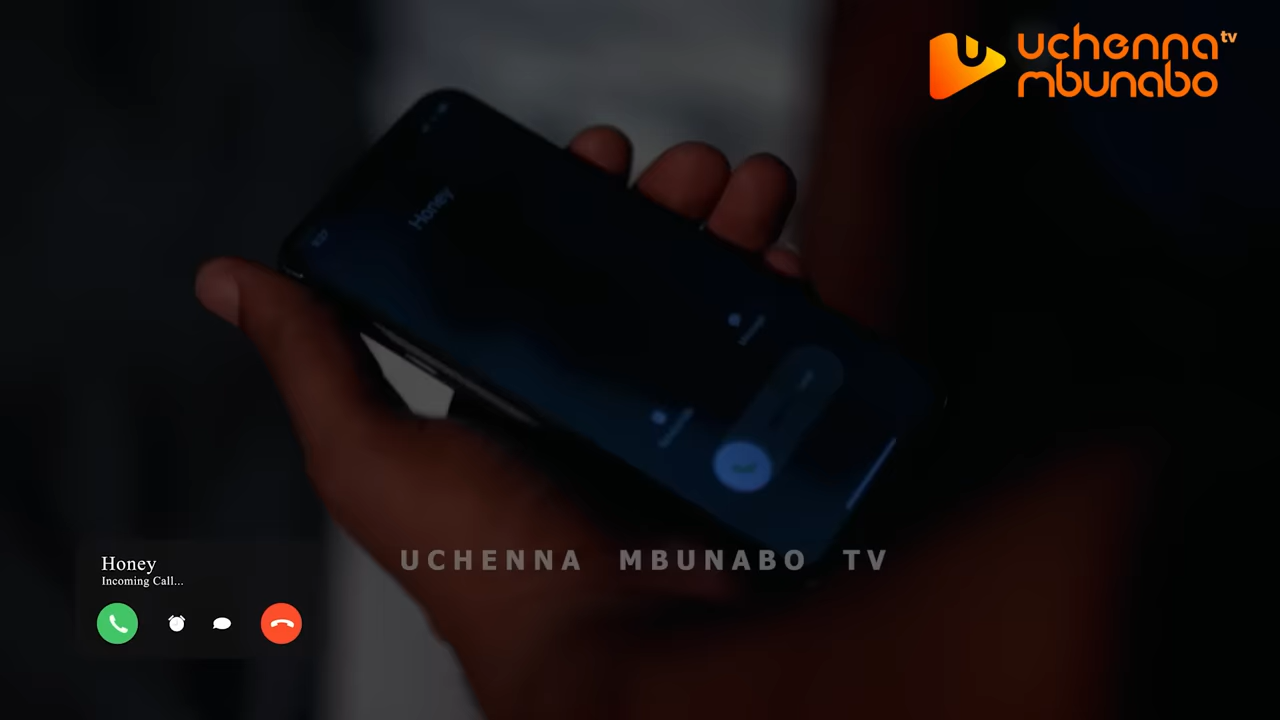 uchenna tv
mbunabo
Honey
UCHENNA MBUNABO TV
Honey
Incoming Call...